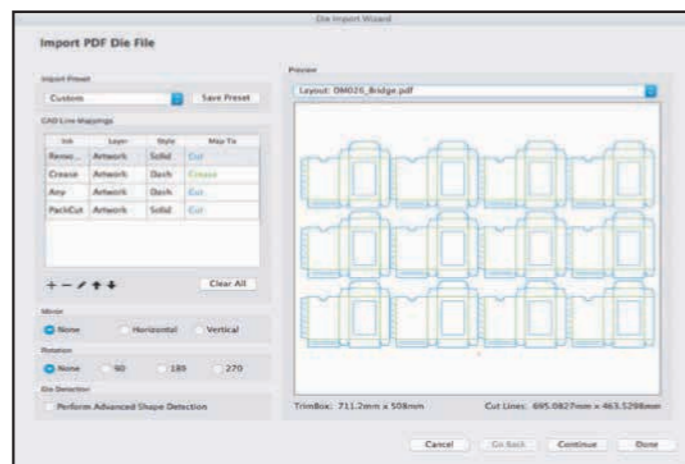 Die Import Wizard
Import PDF Die File
Import Preset
Custom
Save Preset
CAD Line Mappings
Ink Layer Style Map To
Remo... Artwork Solid Cut
Crease Artwork Dash Crease
Any Artwork Dash Cut
PackCut Artwork Solid Cut
+ −
Clear All
Mirror
None Horizontal Vertical
Rotation
None 90 180 270
Die Detection
Perform Advanced Shape Detection
Preview
Layout: DM026_Bridge.pdf
TrimBox: 711.2mm x 508mm
Cut Lines: 695.0827mm x 463.5298mm
Cancel Go Back Continue Done